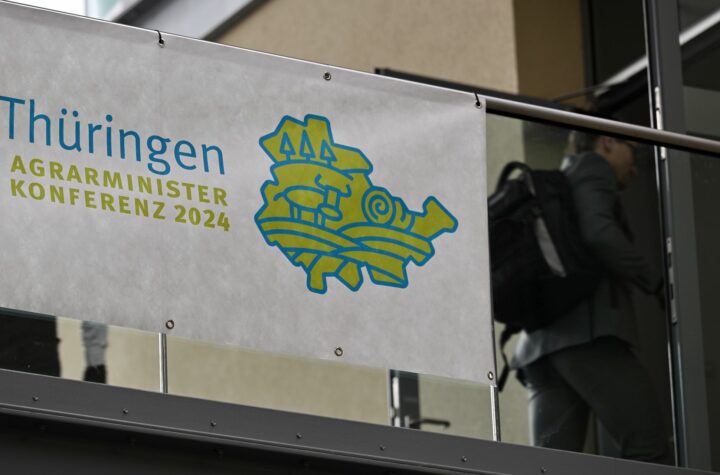 Thüringen
AGRARMINISTER
KONFERENZ 2024